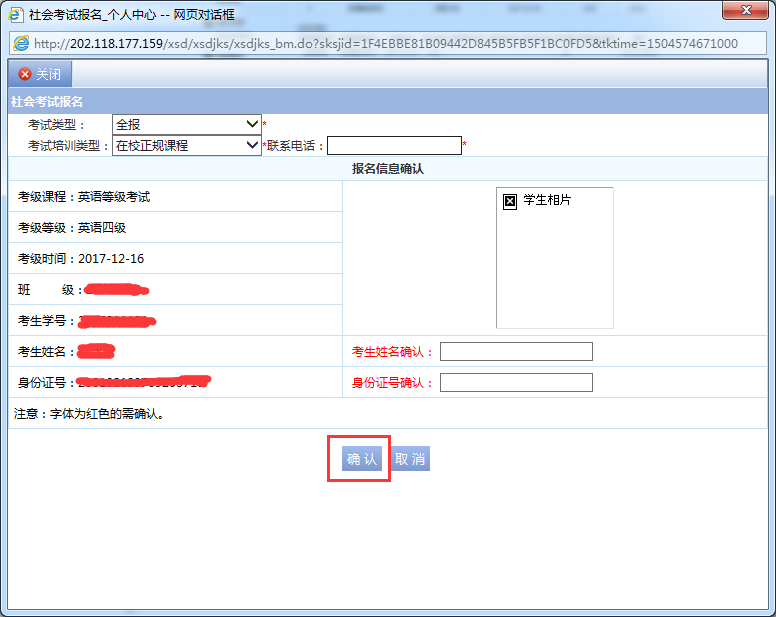 社会考试报名_个人中心 -- 网页对话框
http://202.118.177.159/xsd/xsdjks/xsdjks_bm.do?sksjid=1F4EBBE81B09442D845B5FB5F1BC0FD5&tktime=1504574671000
关闭
社会考试报名
考试类型： 全报 *
考试培训类型： 在校正规课程 *联系电话： *
报名信息确认
考级课程：英语等级考试
学生相片
考级等级：英语四级
考级时间：2017-12-16
班 级：
考生学号：
考生姓名： 考生姓名确认：
身份证号： 身份证号确认：
注意：字体为红色的需确认。
确 认 取 消